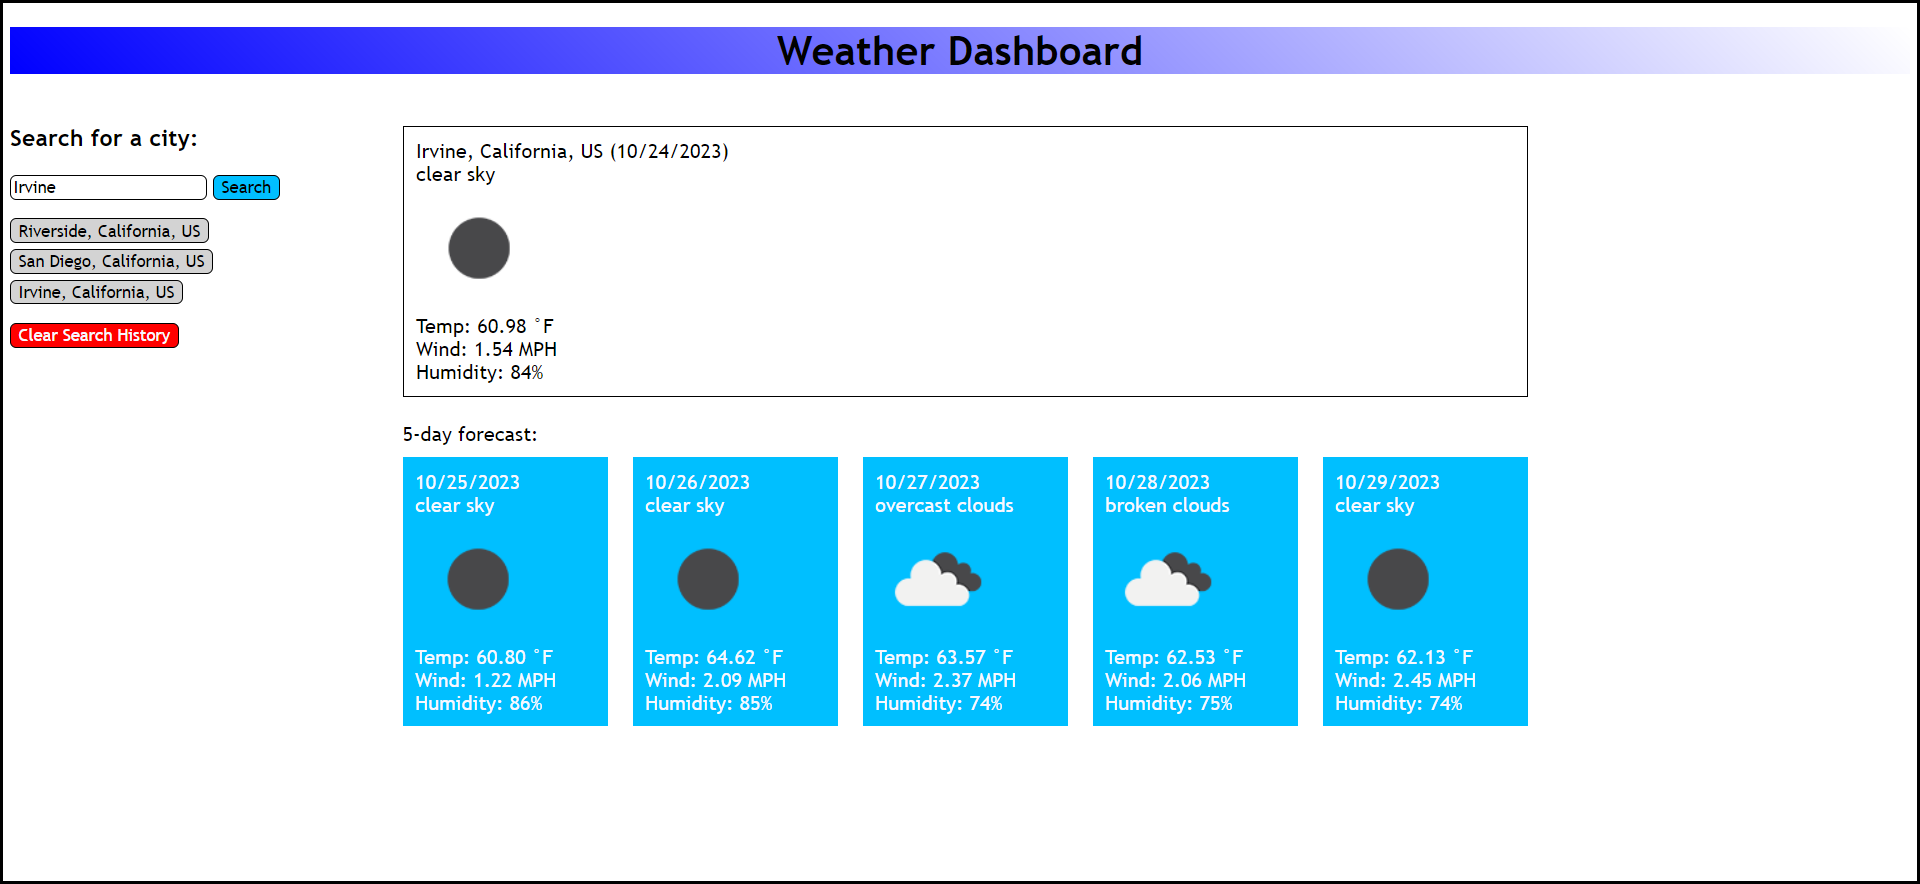 Weather Dashboard
Search for a city:
Irvine
Search
Riverside, California, US
San Diego, California, US
Irvine, California, US
Clear Search History
Irvine, California, US (10/24/2023)
clear sky
Temp: 60.98 °F
Wind: 1.54 MPH
Humidity: 84%
5-day forecast:
10/25/2023
clear sky
Temp: 60.80 °F
Wind: 1.22 MPH
Humidity: 86%
10/26/2023
clear sky
Temp: 64.62 °F
Wind: 2.09 MPH
Humidity: 85%
10/27/2023
overcast clouds
Temp: 63.57 °F
Wind: 2.37 MPH
Humidity: 74%
10/28/2023
broken clouds
Temp: 62.53 °F
Wind: 2.06 MPH
Humidity: 75%
10/29/2023
clear sky
Temp: 62.13 °F
Wind: 2.45 MPH
Humidity: 74%